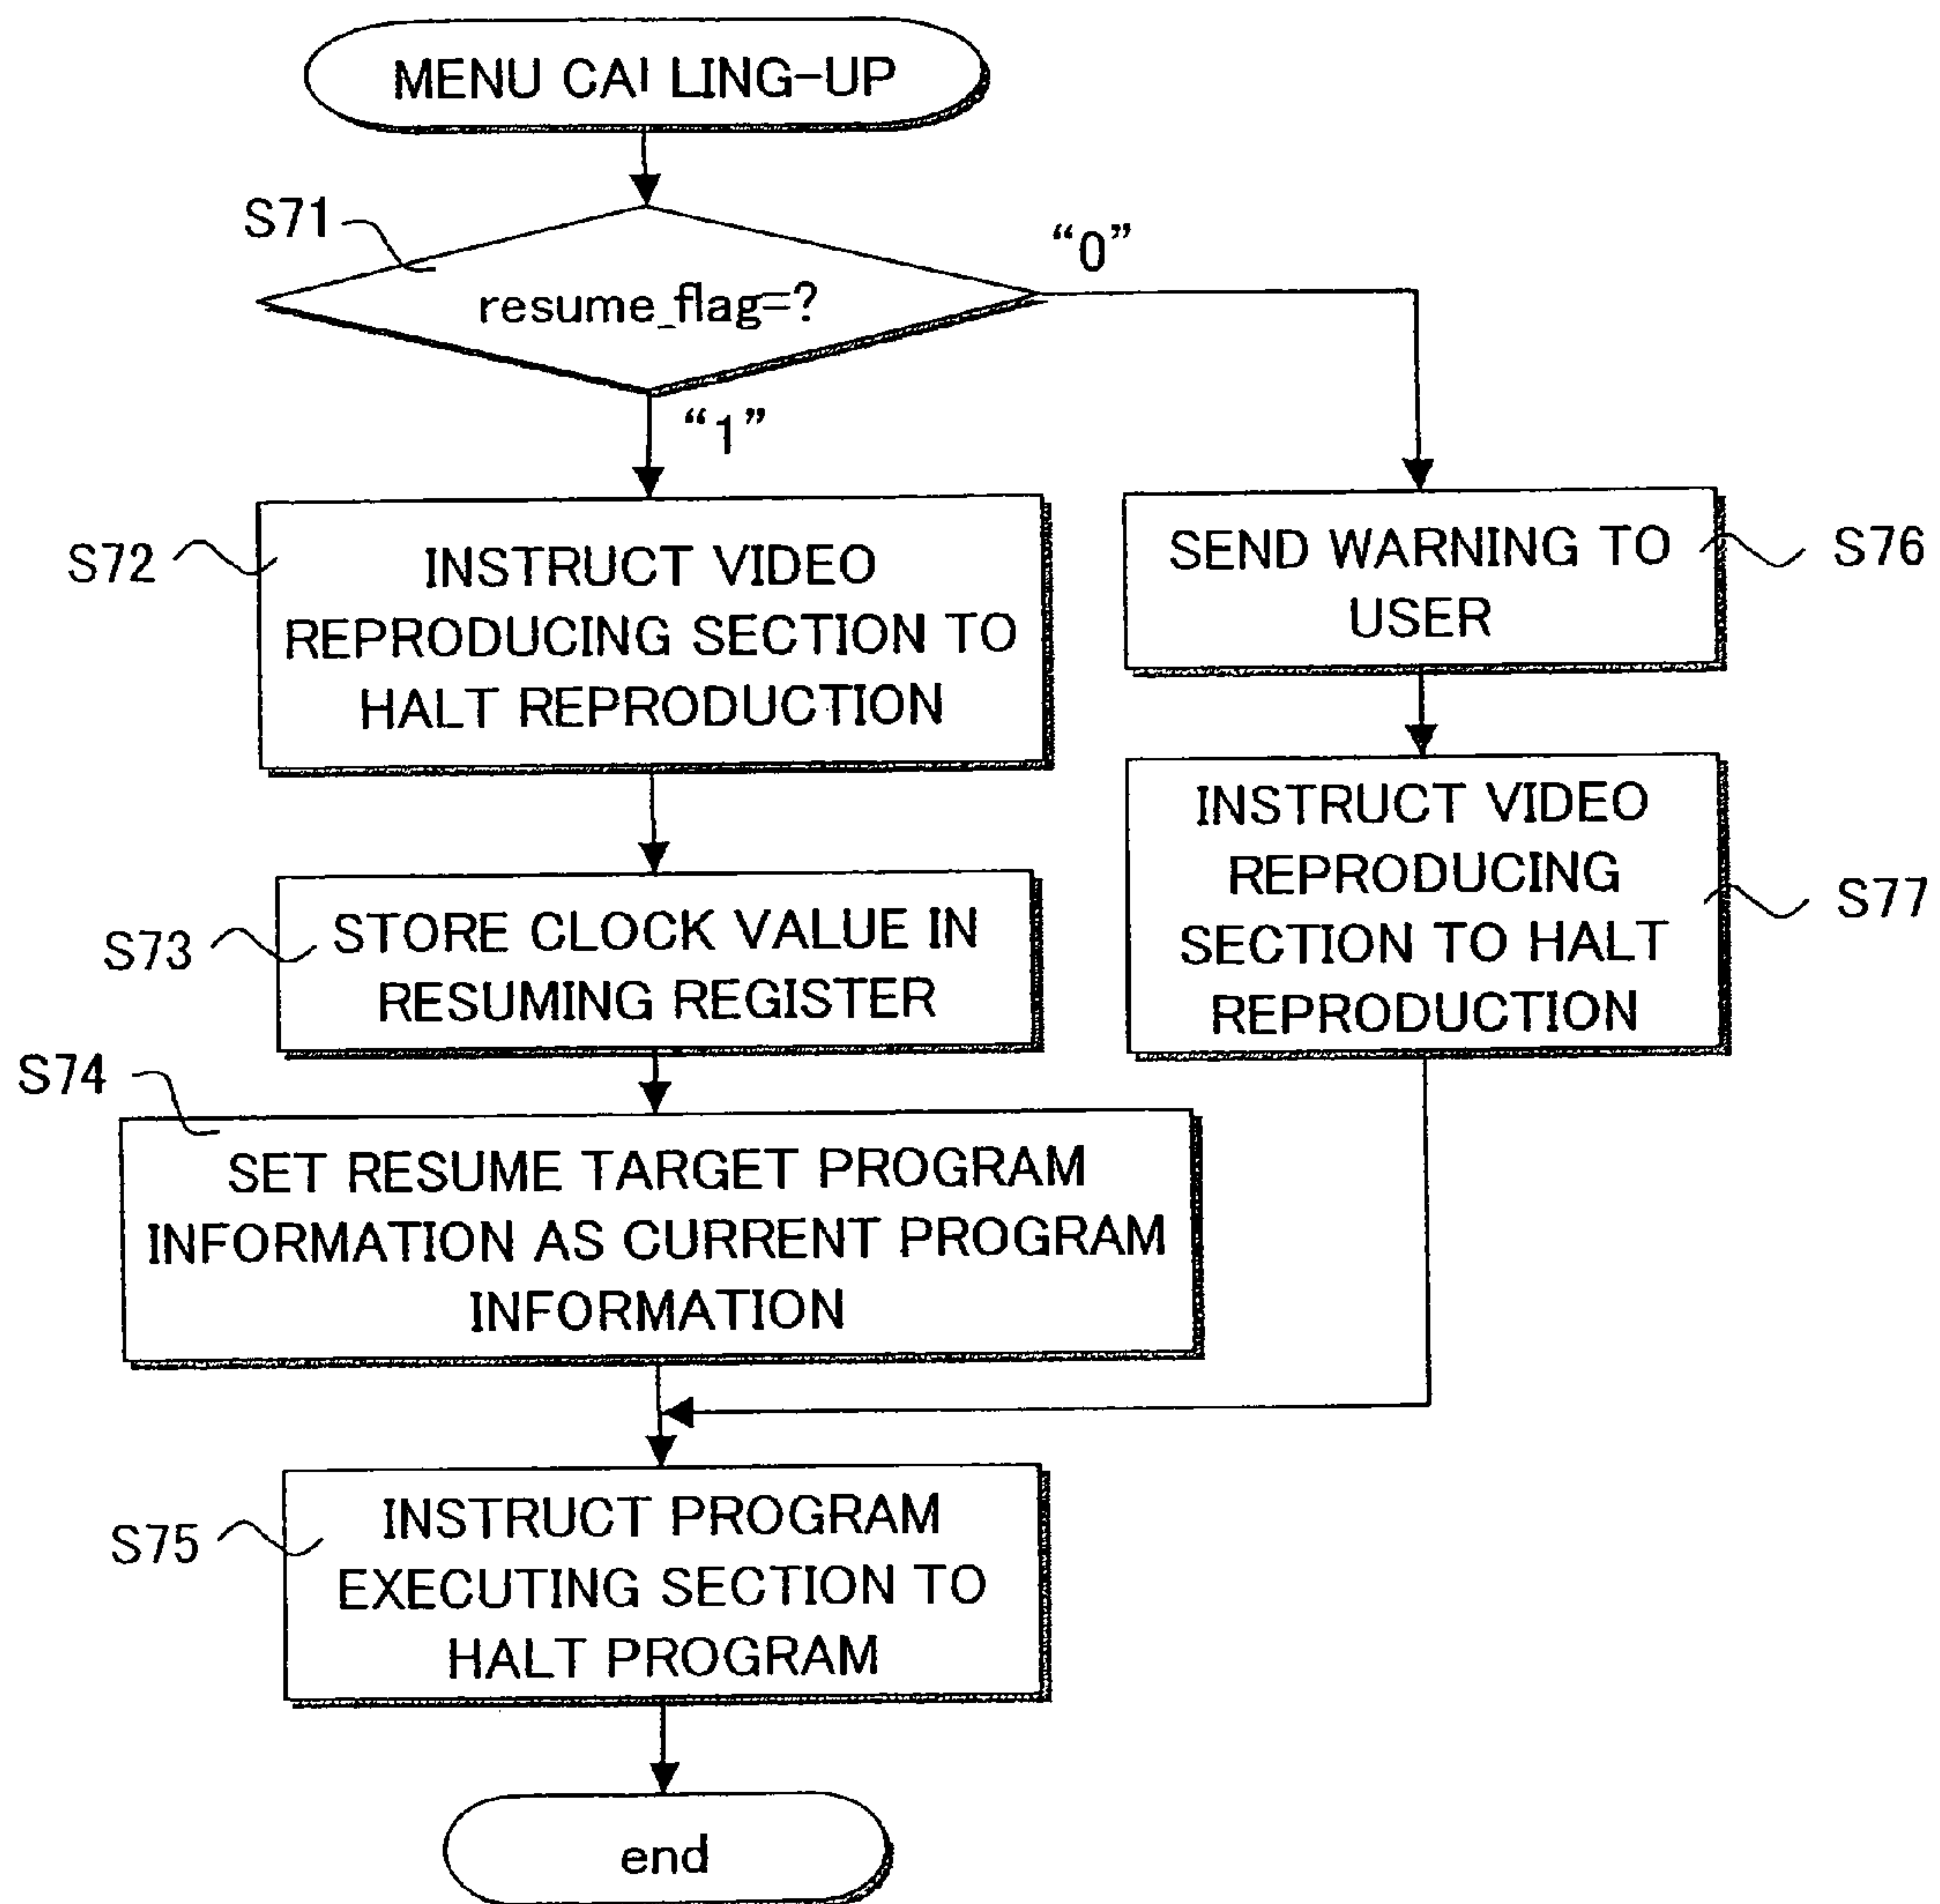 MENU CALLING-UP
S71
resume_flag=?
“0”
“1”
S72
INSTRUCT VIDEO
REPRODUCING SECTION TO
HALT REPRODUCTION
SEND WARNING TO
USER
S76
S73
STORE CLOCK VALUE IN
RESUMING REGISTER
INSTRUCT VIDEO
REPRODUCING
SECTION TO HALT
REPRODUCTION
S77
S74
SET RESUME TARGET PROGRAM
INFORMATION AS CURRENT PROGRAM
INFORMATION
S75
INSTRUCT PROGRAM
EXECUTING SECTION TO
HALT PROGRAM
end